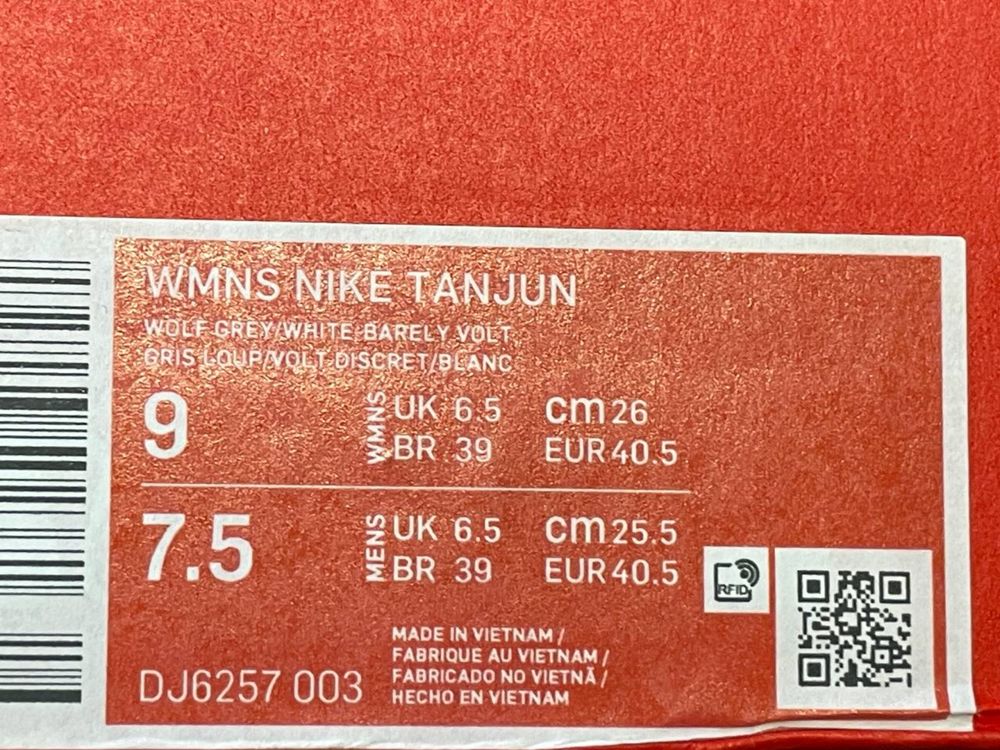 WMNS NIKE TANJUN
WOLF GREY/WHITE-BARELY VOLT
GRIS LOUP/VOLT DISCRET/BLANC
9 WMNS UK 6.5 cm 26
BR 39 EUR 40.5
7.5 MENS UK 6.5 cm 25.5
BR 39 EUR 40.5
RFID
MADE IN VIETNAM /
FABRIQUE AU VIETNAM /
FABRICADO NO VIETNÃ /
HECHO EN VIETNAM
DJ6257 003